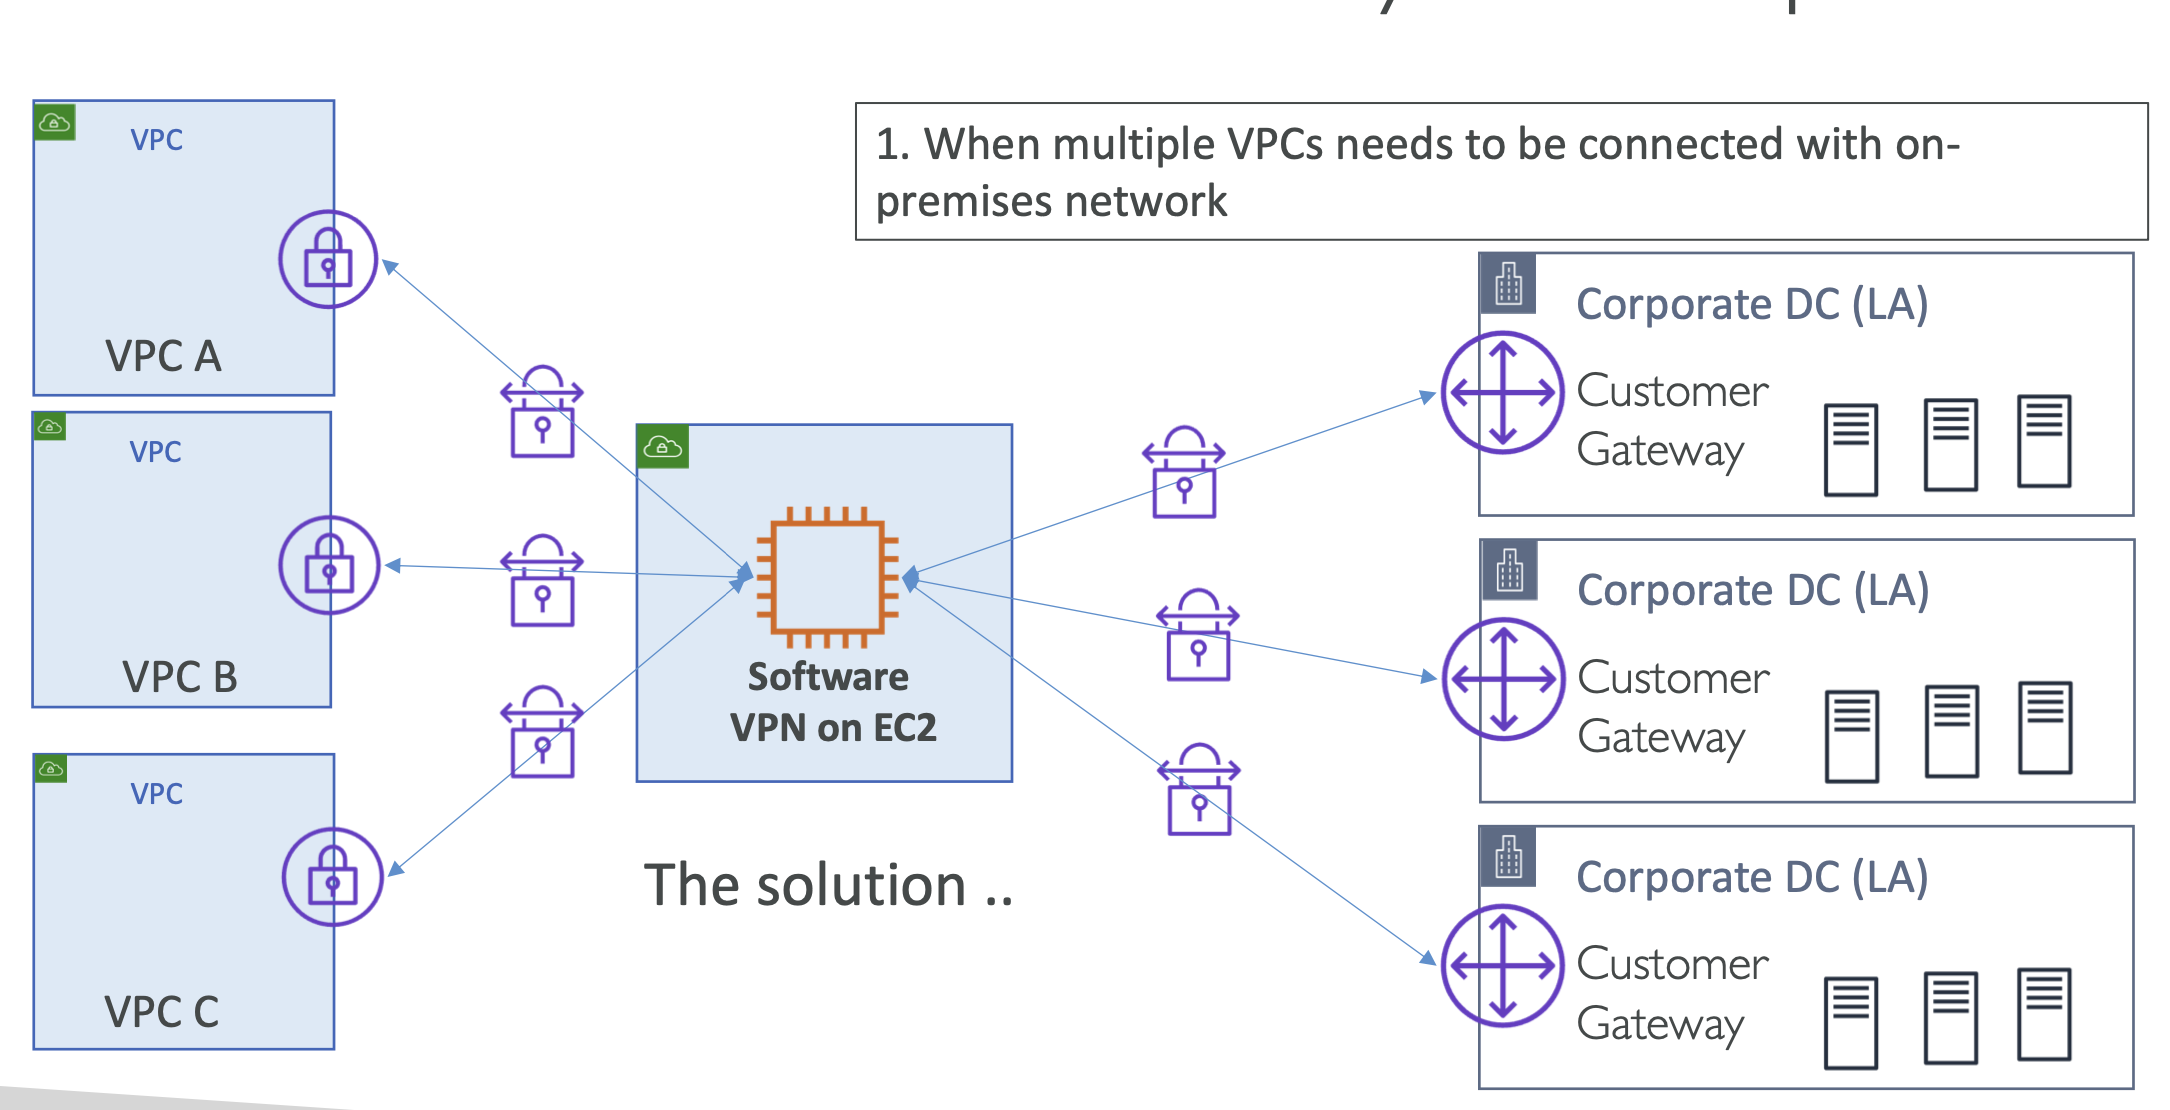 1. When multiple VPCs needs to be connected with on-
premises network
VPC
VPC A
VPC
VPC B
VPC
VPC C
Software
VPN on EC2
The solution ..
Corporate DC (LA)
Customer
Gateway
Corporate DC (LA)
Customer
Gateway
Corporate DC (LA)
Customer
Gateway